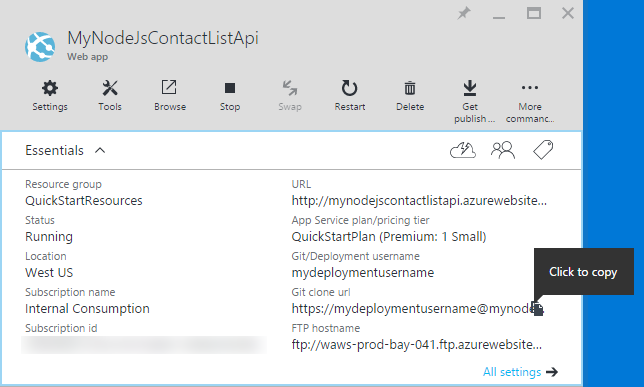 MyNodeJsContactListApi
Web app
Settings
Tools
Browse
Stop
Swap
Restart
Delete
Get publish ...
More commanc...
Essentials
Resource group
QuickStartResources
URL
http://mynodejscontactlistapi.azurewebsite...
Status
Running
App Service plan/pricing tier
QuickStartPlan (Premium: 1 Small)
Location
West US
Git/Deployment username
mydeploymentusername
Click to copy
Subscription name
Internal Consumption
Git clone url
https://mydeploymentusername@mynode...
Subscription id
FTP hostname
ftp://waws-prod-bay-041.ftp.azurewebsite...
All settings